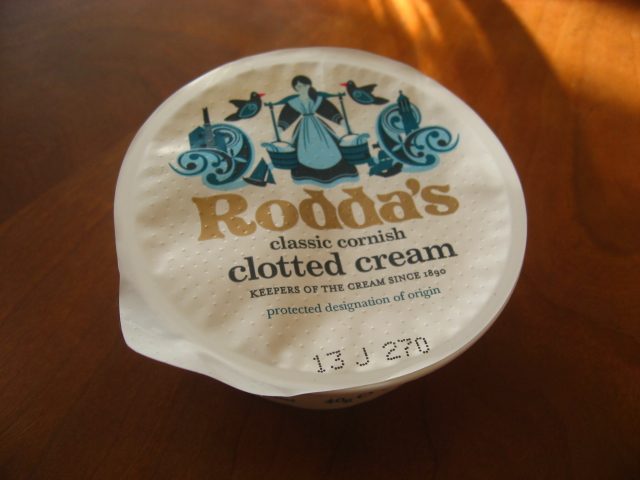 Rodda's
classic cornish
clotted cream
KEEPERS OF THE CREAM SINCE 1890
protected designation of origin
13 J 270